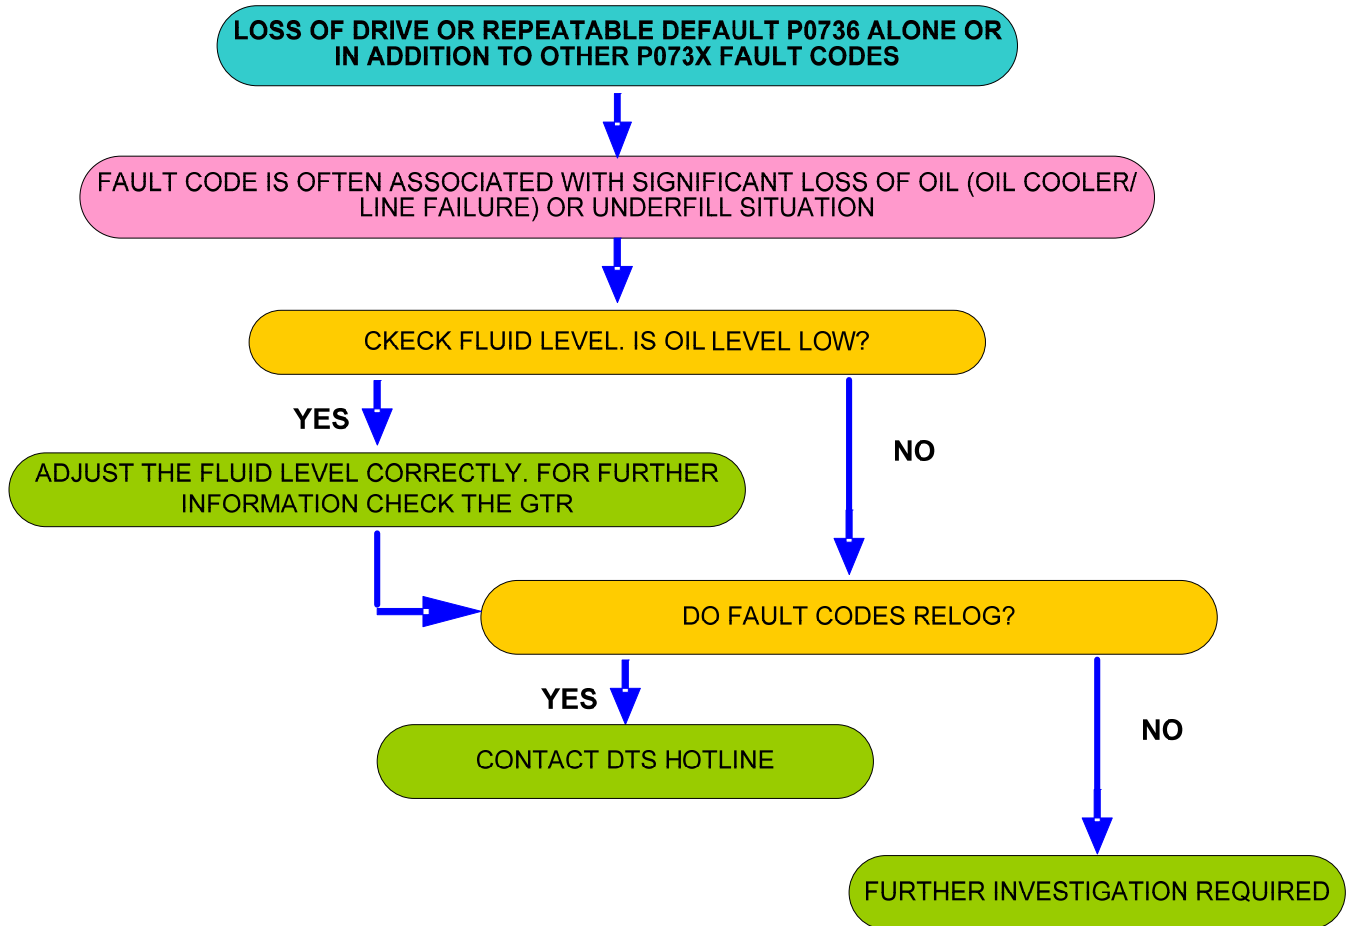 LOSS OF DRIVE OR REPEATABLE DEFAULT P0736 ALONE OR
IN ADDITION TO OTHER P073X FAULT CODES
FAULT CODE IS OFTEN ASSOCIATED WITH SIGNIFICANT LOSS OF OIL (OIL COOLER/
LINE FAILURE) OR UNDERFILL SITUATION
CKECK FLUID LEVEL. IS OIL LEVEL LOW?
YES
NO
ADJUST THE FLUID LEVEL CORRECTLY. FOR FURTHER
INFORMATION CHECK THE GTR
DO FAULT CODES RELOG?
YES
NO
CONTACT DTS HOTLINE
FURTHER INVESTIGATION REQUIRED